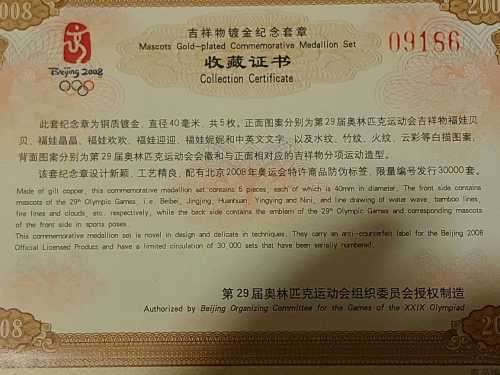 2008
2008
吉祥物镀金纪念套章
Mascots Gold-plated Commemorative Medallion Set
09186
收藏证书
Collection Certificate
Beijing 2008
此套纪念章为铜质镀金，直径40毫米，共5枚。正面图案分别为第29届奥林匹克运动会吉祥物福娃贝
贝、福娃晶晶、福娃欢欢、福娃迎迎、福娃妮妮和中英文文字，以及水纹、竹纹、火纹、云彩等白描图案，
背面图案分别为第29届奥林匹克运动会会徽和与正面相对应的吉祥物分项运动造型。
该套纪念章设计新颖，工艺精良，配有北京2008年奥运会特许商品防伪标签，限量编号发行30000套。
Made of gilt copper, this commemorative medallion set contains 5 pieces, each of which is 40mm in diameter. The front side contains
mascots of the 29th Olympic Games, i.e. Beibei, Jingjing, Huanhuan, Yingying and Nini, and line drawing of water wave, bamboo lines,
fire lines and clouds, etc. respectively, while the back side contains the emblem of the 29th Olympic Games and corresponding mascots
of the front side in sports poses.
This commemorative medallion set is novel in design and delicate in techniques. They carry an anti-counterfeit label for the Beijing 2008
Official Licensed Product and have a limited circulation of 30,000 sets that have been serially numbered.
第29届奥林匹克运动会组织委员会授权制造
Authorized by Beijing Organizing Committee for the Games of the XXIX Olympiad
08
2008